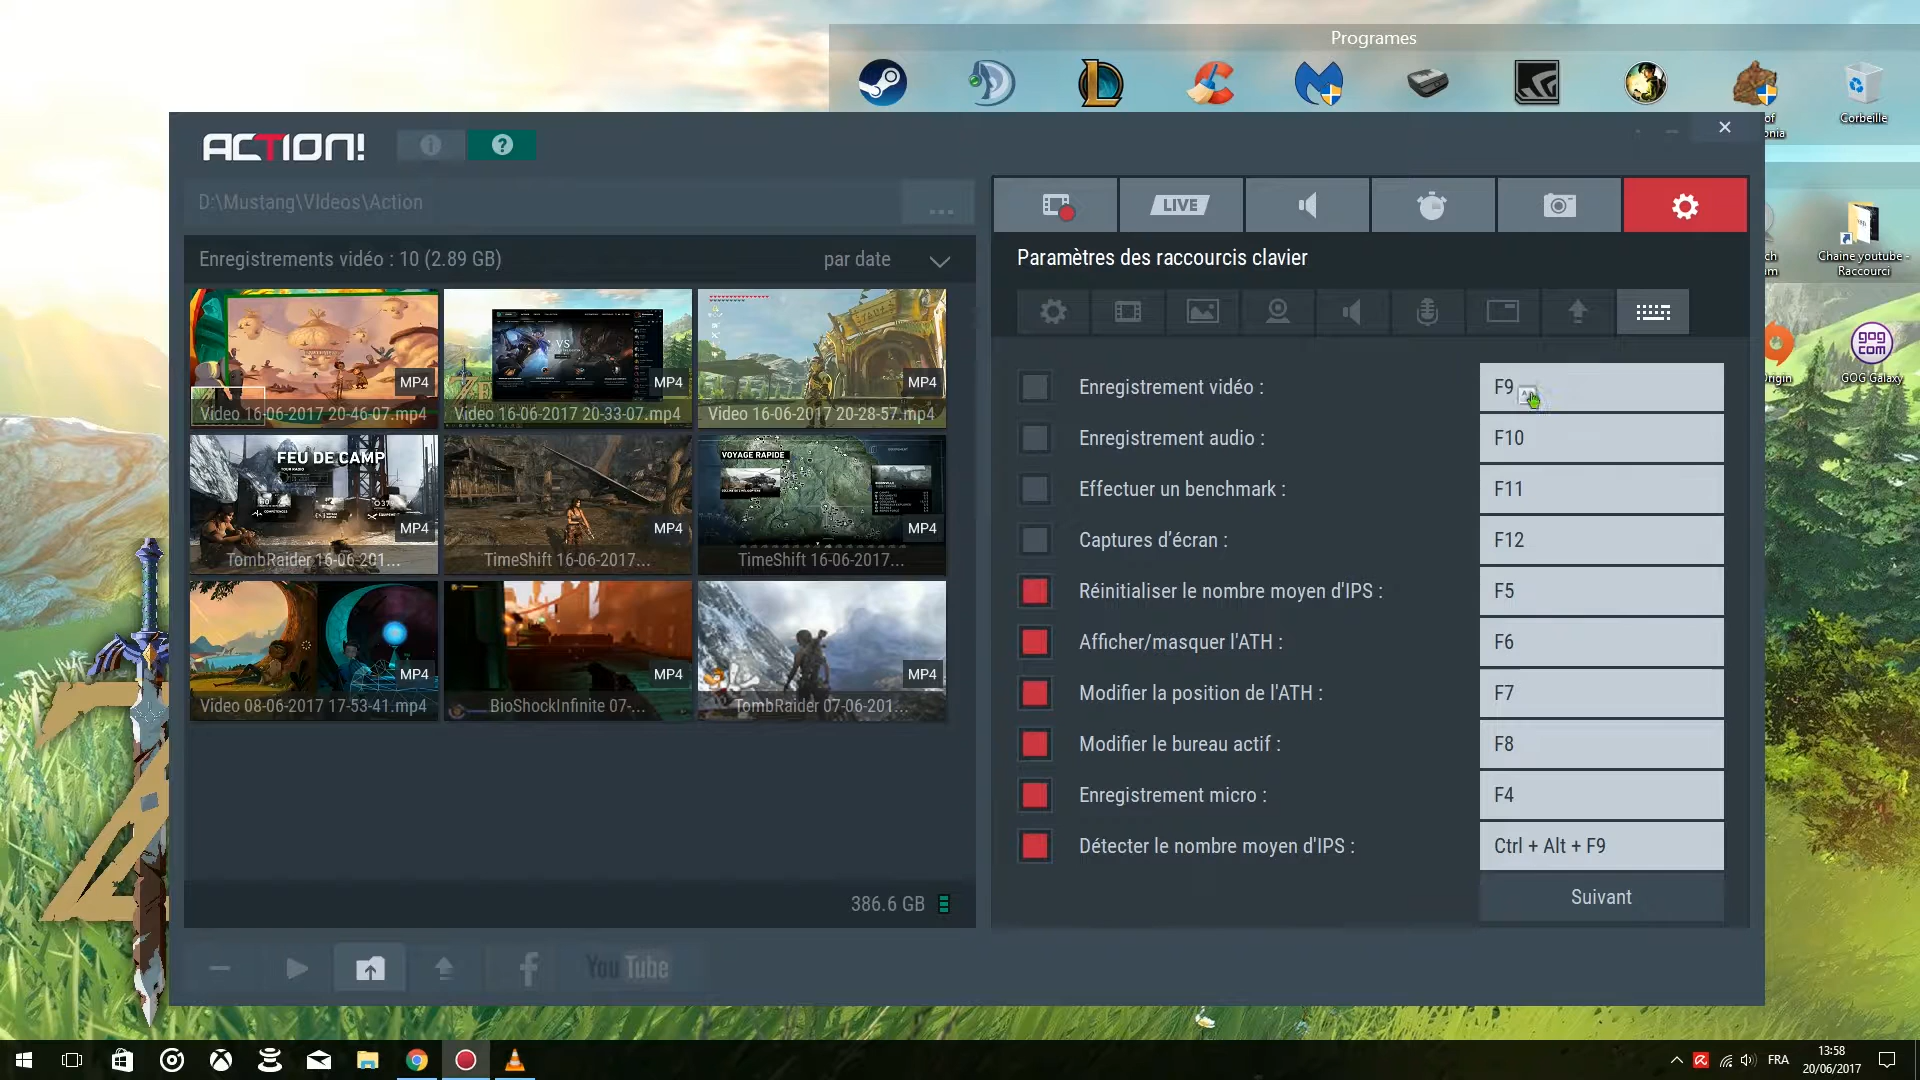 Programes
Corbeille
ACTION!
?
D:\Mustang\VIdeos\Action
...
LIVE
Enregistrements vidéo : 10 (2.89 GB)
par date
Paramètres des raccourcis clavier
Chaine youtube -
Raccourci
MP4
Video 16-06-2017 20-46-07.mp4
VS
MP4
Video 16-06-2017 20-33-07.mp4
MP4
Video 16-06-2017 20-28-57.mp4
FEU DE CAMP
MP4
TombRaider 16-06-201...
MP4
TimeShift 16-06-2017...
VOYAGE RAPIDE
MP4
TimeShift 16-06-2017...
MP4
Video 08-06-2017 17-53-41.mp4
MP4
BioShockInfinite 07-...
MP4
TombRaider 07-06-201...
Enregistrement vidéo : F9
Enregistrement audio : F10
Effectuer un benchmark : F11
Captures d’écran : F12
Réinitialiser le nombre moyen d'IPS : F5
Afficher/masquer l'ATH : F6
Modifier la position de l'ATH : F7
Modifier le bureau actif : F8
Enregistrement micro : F4
Détecter le nombre moyen d'IPS : Ctrl + Alt + F9
Suivant
gog
com
GOG Galaxy
386.6 GB
YouTube
FRA
13:58
20/06/2017